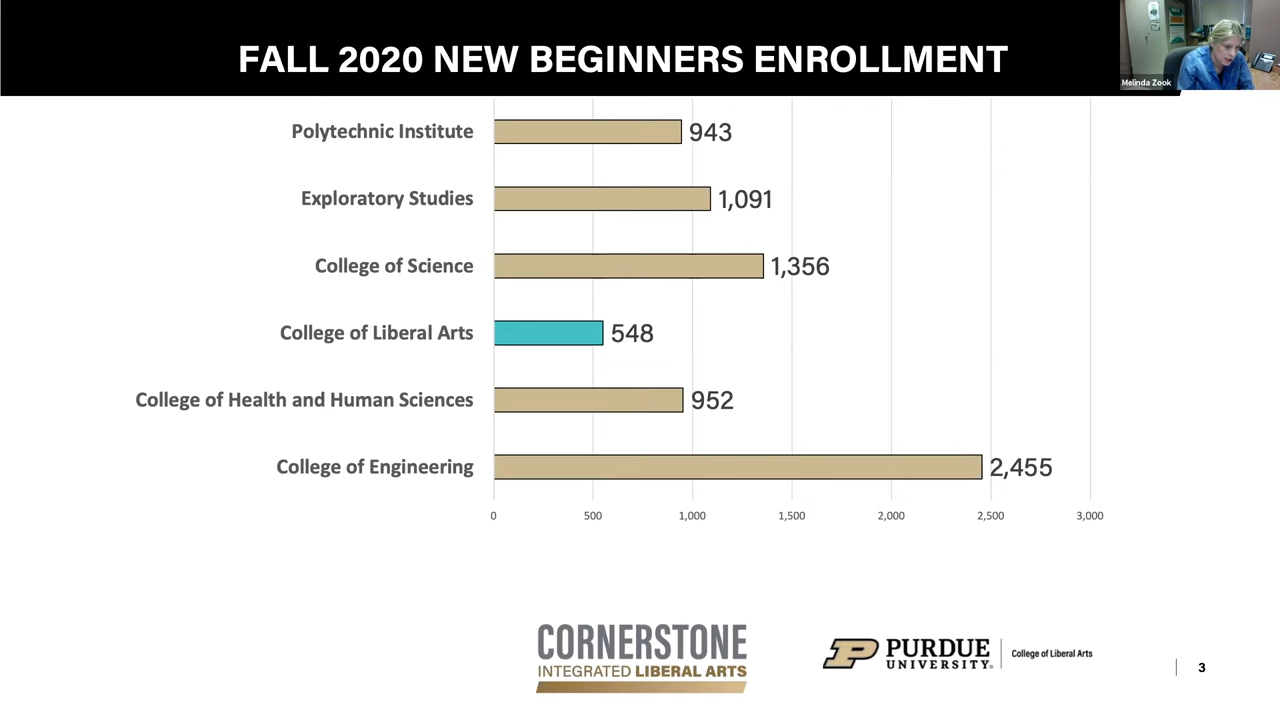 FALL 2020 NEW BEGINNERS ENROLLMENT
Melinda Zook
Polytechnic Institute 943
Exploratory Studies 1,091
College of Science 1,356
College of Liberal Arts 548
College of Health and Human Sciences 952
College of Engineering 2,455
0 500 1,000 1,500 2,000 2,500 3,000
CORNERSTONE
INTEGRATED LIBERAL ARTS
P PURDUE
UNIVERSITY®
College of Liberal Arts
3